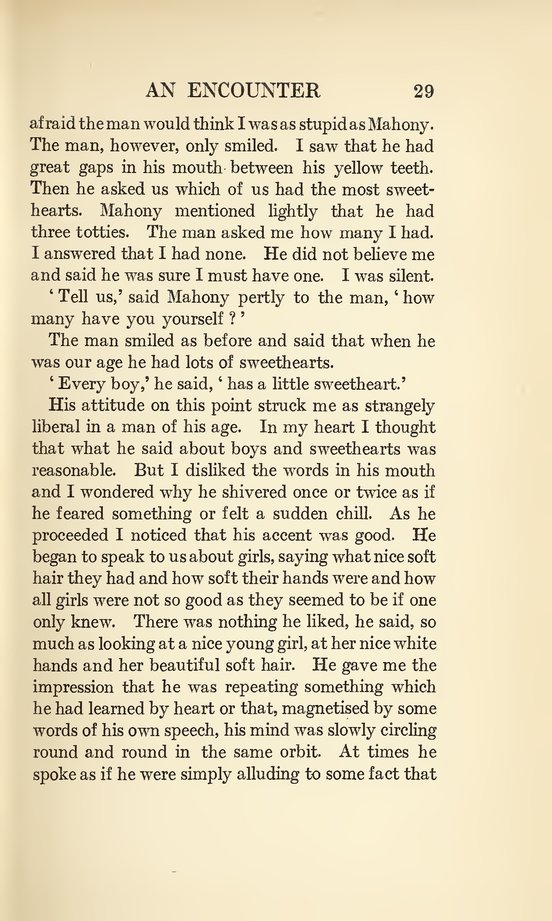 AN ENCOUNTER 29
afraid the man would think I was as stupid as Mahony.
The man, however, only smiled. I saw that he had
great gaps in his mouth between his yellow teeth.
Then he asked us which of us had the most sweet-
hearts. Mahony mentioned lightly that he had
three totties. The man asked me how many I had.
I answered that I had none. He did not believe me
and said he was sure I must have one. I was silent.
‘ Tell us,’ said Mahony pertly to the man, ‘ how
many have you yourself ? ’
The man smiled as before and said that when he
was our age he had lots of sweethearts.
‘ Every boy,’ he said, ‘ has a little sweetheart.’
His attitude on this point struck me as strangely
liberal in a man of his age. In my heart I thought
that what he said about boys and sweethearts was
reasonable. But I disliked the words in his mouth
and I wondered why he shivered once or twice as if
he feared something or felt a sudden chill. As he
proceeded I noticed that his accent was good. He
began to speak to us about girls, saying what nice soft
hair they had and how soft their hands were and how
all girls were not so good as they seemed to be if one
only knew. There was nothing he liked, he said, so
much as looking at a nice young girl, at her nice white
hands and her beautiful soft hair. He gave me the
impression that he was repeating something which
he had learned by heart or that, magnetised by some
words of his own speech, his mind was slowly circling
round and round in the same orbit. At times he
spoke as if he were simply alluding to some fact that